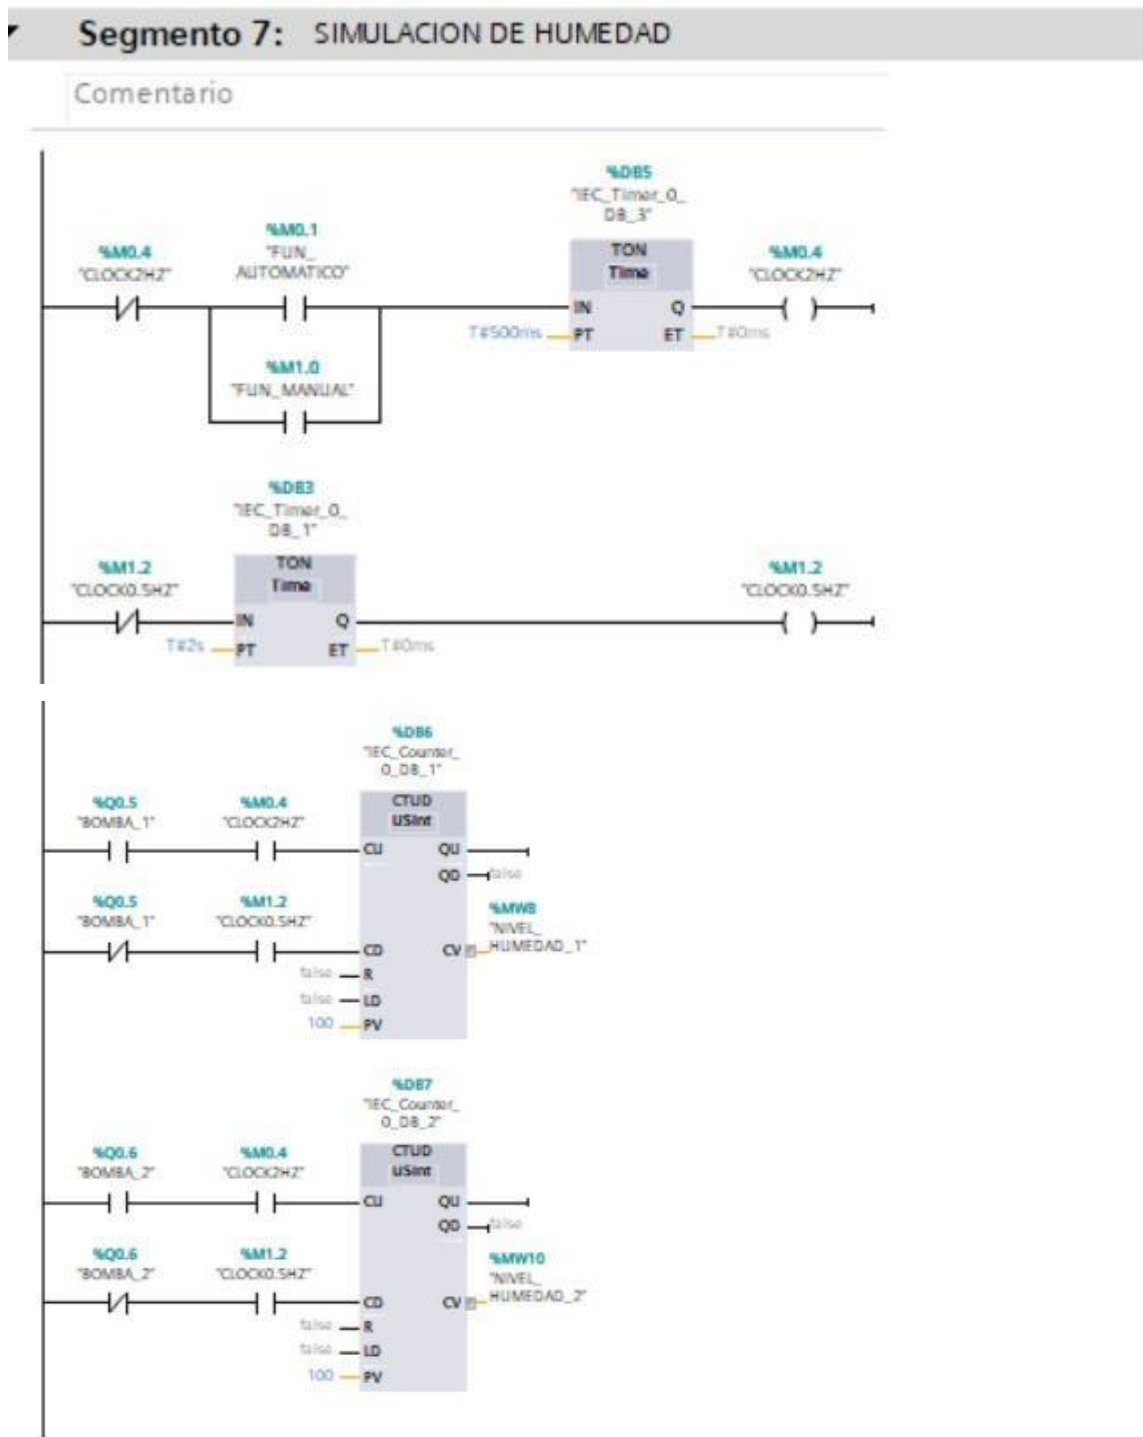 Segmento 7: SIMULACION DE HUMEDAD
Comentario
%DB5
"IEC_Timer_0_
DB_3"
%M0.4
"CLOCK2HZ"
%M0.1
"FUN_
AUTOMATICO"
TON
Time
%M0.4
"CLOCK2HZ"
IN
Q
T#500ms
PT
ET
T#0ms
%M1.0
"FUN_MANUAL"
%DB3
"IEC_Timer_0_
DB_1"
%M1.2
"CLOCK0.5HZ"
TON
Time
%M1.2
"CLOCK0.5HZ"
IN
Q
T#2s
PT
ET
T#0ms
%DB6
"IEC_Counter_
0_DB_1"
%Q0.5
"BOMBA_1"
%M0.4
"CLOCK2HZ"
CTUD
USInt
CU
QU
QD
false
%Q0.5
"BOMBA_1"
%M1.2
"CLOCK0.5HZ"
%MW8
"NIVEL_
HUMEDAD_1"
CD
CV
false
R
false
LD
100
PV
%DB7
"IEC_Counter_
0_DB_2"
%Q0.6
"BOMBA_2"
%M0.4
"CLOCK2HZ"
CTUD
USInt
CU
QU
QD
false
%Q0.6
"BOMBA_2"
%M1.2
"CLOCK0.5HZ"
%MW10
"NIVEL_
HUMEDAD_2"
CD
CV
false
R
false
LD
100
PV